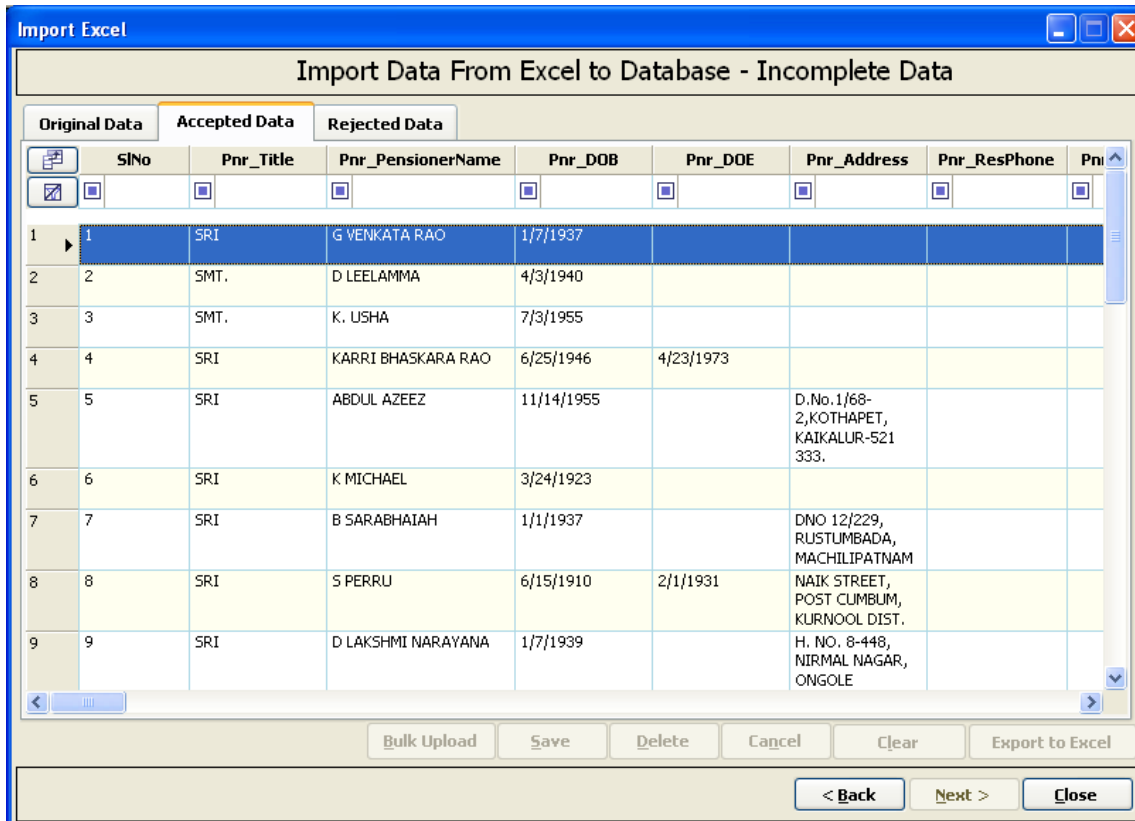 Import Excel
Import Data From Excel to Database - Incomplete Data
Original Data Accepted Data Rejected Data
SlNo Pnr_Title Pnr_PensionerName Pnr_DOB Pnr_DOE Pnr_Address Pnr_ResPhone Pnr
1 1 SRI G VENKATA RAO 1/7/1937
2 2 SMT. D LEELAMMA 4/3/1940
3 3 SMT. K. USHA 7/3/1955
4 4 SRI KARRI BHASKARA RAO 6/25/1946 4/23/1973
5 5 SRI ABDUL AZEEZ 11/14/1955 D.No.1/68-
2,KOTHAPET,
KAIKALUR-521
333.
6 6 SRI K MICHAEL 3/24/1923
7 7 SRI B SARABHAIAH 1/1/1937 DNO 12/229,
RUSTUMBADA,
MACHILIPATNAM
8 8 SRI S PERRU 6/15/1910 2/1/1931 NAIK STREET,
POST CUMBUM,
KURNOOL DIST.
9 9 SRI D LAKSHMI NARAYANA 1/7/1939 H. NO. 8-448,
NIRMAL NAGAR,
ONGOLE
Bulk Upload Save Delete Cancel Clear Export to Excel
< Back Next > Close